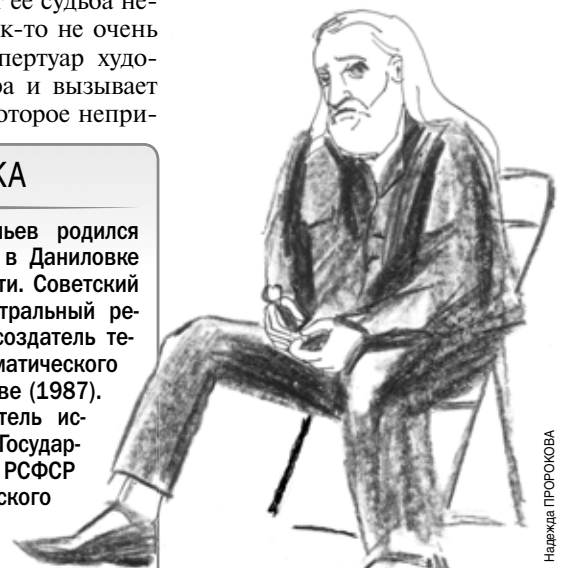 ее судьба не-
к-то не очень
пертуар худо-
ра и вызывает
оторое непри-
КА
ньев родился
в Даниловке
ти. Советский
тральный ре-
создатель те-
матического
ве (1987).
тель ис-
Государ-
РСФСР
ского
Надежда ПРОРОКОВА